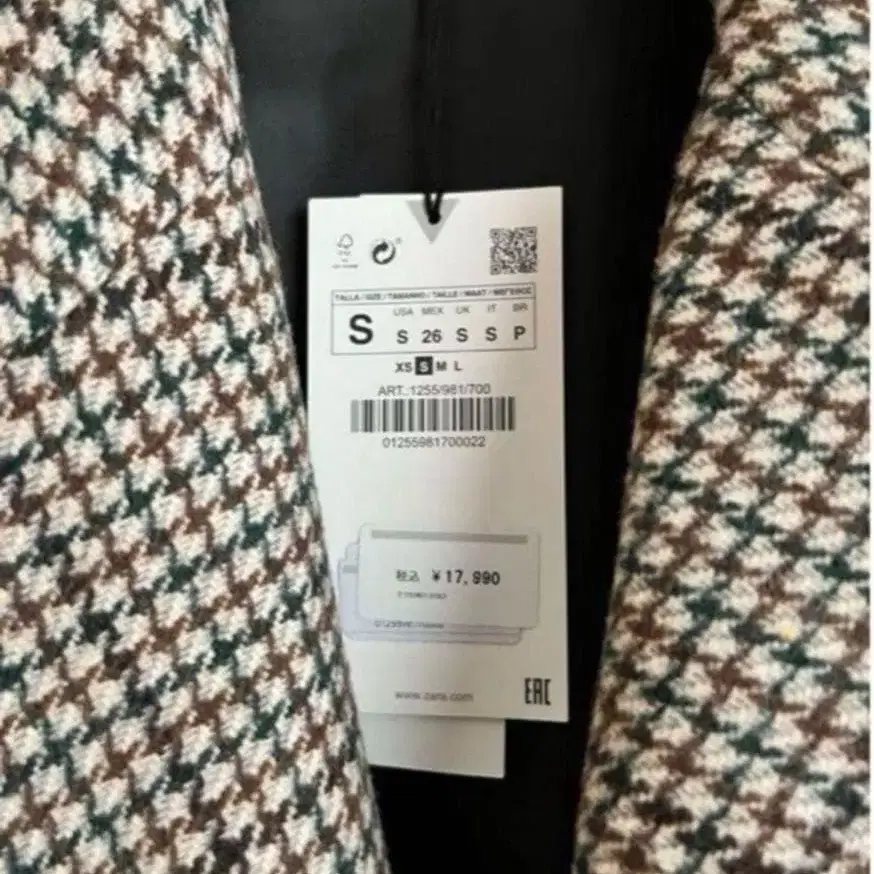 TALLA / SIZE / TAMANHO / TAILLE / MAAT / ΜΕΓΕΘΟΣ
USA MEX UK IT BR
S S 26 S S P
XS S M L
ART.:1255/981/700
01255981700022
税込 ¥17,990
www.zara.com
EAC